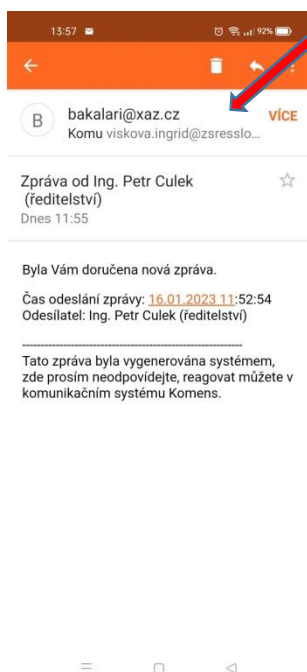 13:57 92%
B
bakalari@xaz.cz VÍCE
Komu viskova.ingrid@zsresslo...
Zpráva od Ing. Petr Culek
(ředitelství)
Dnes 11:55
Byla Vám doručena nová zpráva.
Čas odeslání zprávy: 16.01.2023 11:52:54
Odesílatel: Ing. Petr Culek (ředitelství)
------------------------------------------------------------
Tato zpráva byla vygenerována systémem,
zde prosím neodpovídejte, reagovat můžete v
komunikačním systému Komens.